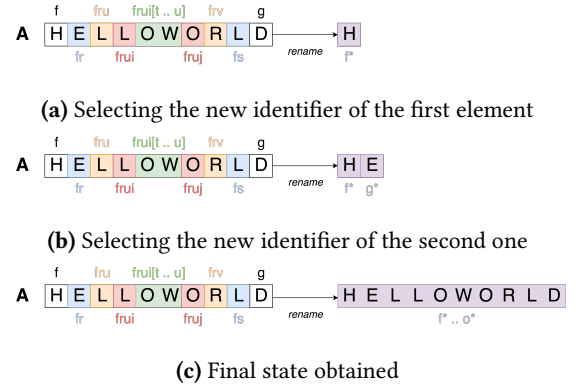 f fru frui[t .. u] frv g
A H E L L O W O R L D rename H
fr frui fruj fs f*
(a) Selecting the new identifier of the first element
f fru frui[t .. u] frv g
A H E L L O W O R L D rename H E
fr frui fruj fs f* g*
(b) Selecting the new identifier of the second one
f fru frui[t .. u] frv g
A H E L L O W O R L D rename H E L L O W O R L D
fr frui fruj fs f* .. o*
(c) Final state obtained